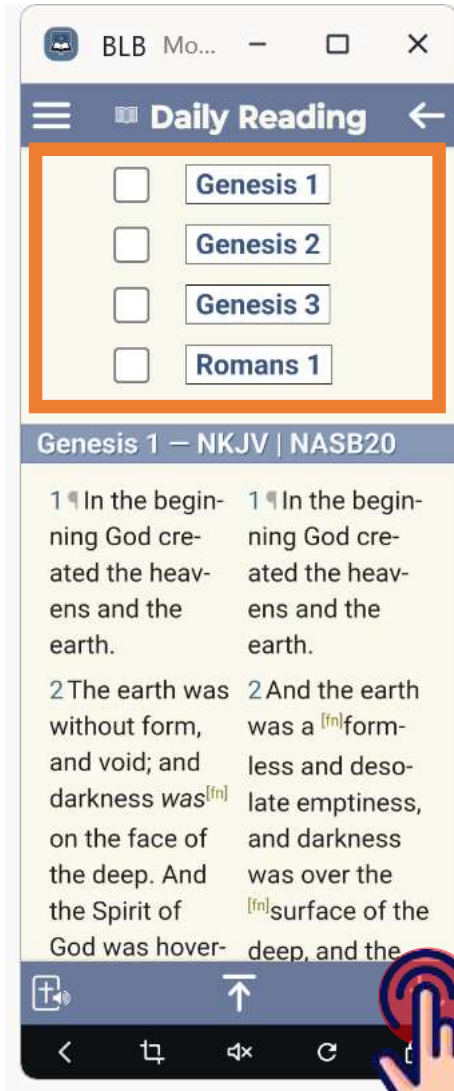 BLB Mo...
Daily Reading
Genesis 1
Genesis 2
Genesis 3
Romans 1
Genesis 1 — NKJV | NASB20
1 ¶ In the begin-
ning God cre-
ated the heav-
ens and the
earth.
2 The earth was
without form,
and void; and
darkness was[fn]
on the face of
the deep. And
the Spirit of
God was hover-
1 ¶ In the begin-
ning God cre-
ated the heav-
ens and the
earth.
2 And the earth
was a [fn]form-
less and deso-
late emptiness,
and darkness
was over the
[fn]surface of the
deep, and the